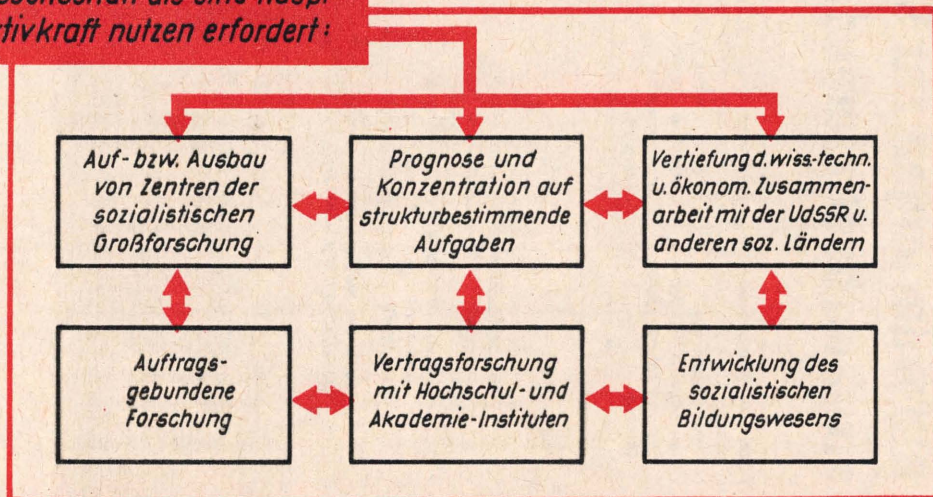 als eine
nutzen erfordert:
Auf- bzw. Ausbau
von Zentren der
sozialistischen
Großforschung
Prognose und
Konzentration auf
strukturbestimmende
Aufgaben
Vertiefung d. wiss.-techn.
u. ökonom. Zusammen-
arbeit mit der UdSSR u.
anderen soz. Ländern
Auftrags-
gebundene
Forschung
Vertragsforschung
mit Hochschul- und
Akademie-Instituten
Entwicklung des
sozialistischen
Bildungswesens